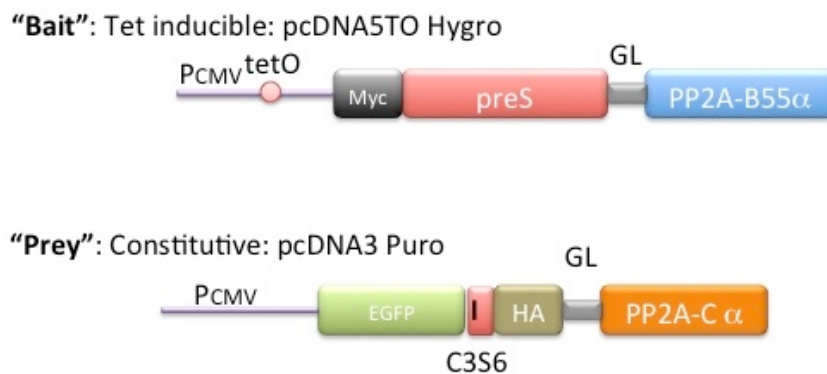 “Bait”: Tet inducible: pcDNA5TO Hygro
PCMV tetO GL
Myc preS PP2A-B55α
“Prey”: Constitutive: pcDNA3 Puro
PCMV GL
EGFP I HA PP2A-C α
C3S6